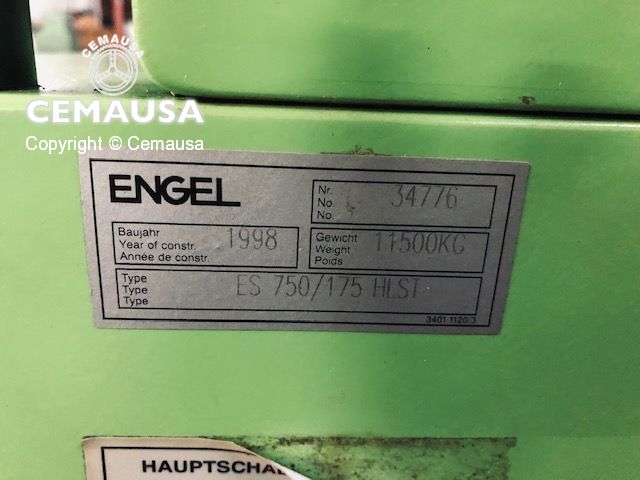 CEMAUSA
CEMAUSA
Copyright © Cemausa
ENGEL
Nr.
No.
No.
34776
Baujahr
Year of constr.
Année de constr.
1998
Gewicht
Weight
Poids
11500KG
Type
Type
Type
ES 750/175 HLST
3401 1120 3
HAUPTSCHAL